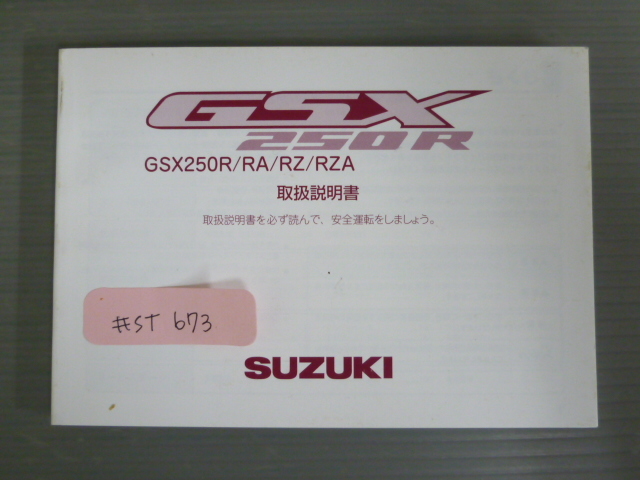 GSX
250R
GSX250R/RA/RZ/RZA
取扱説明書
取扱説明書を必ず読んで、安全運転をしましょう。
#ST 673
SUZUKI